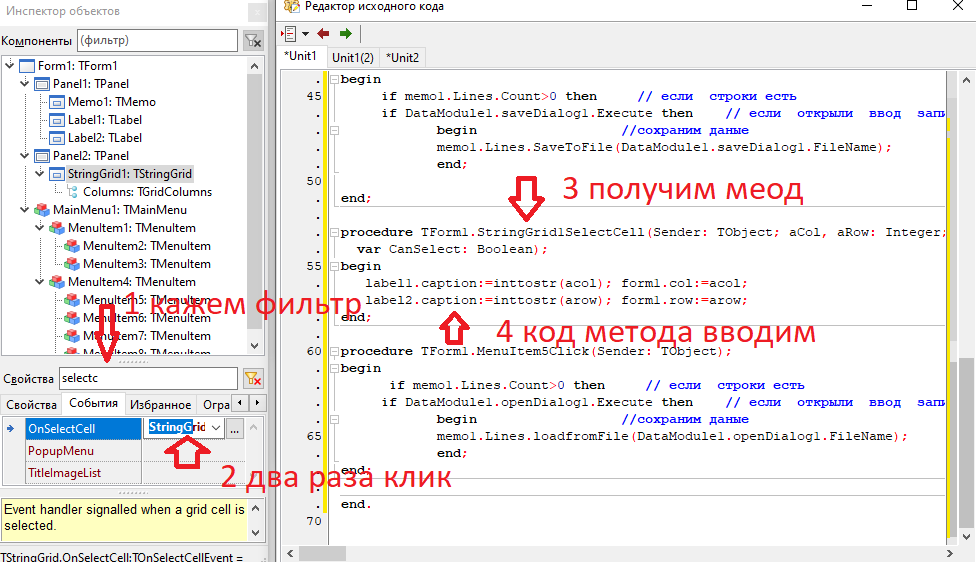 Инспектор объектов
Редактор исходного кода
Компоненты (фильтр)
*Unit1 Unit1(2) *Unit2
Form1: TForm1
Panel1: TPanel
Memo1: TMemo
Label1: TLabel
Label2: TLabel
Panel2: TPanel
StringGrid1: TStringGrid
Columns: TGridColumns
MainMenu1: TMainMenu
MenuItem1: TMenuItem
MenuItem2: TMenuItem
MenuItem3: TMenuItem
MenuItem4: TMenuItem
MenuItem5: TMenuItem
MenuItem6: TMenuItem
MenuItem7: TMenuItem
MenuItem8: TMenuItem
1 кажем фильтр
Свойства selectc
Свойства События Избранное Огра
OnSelectCell StringGrid ...
PopupMenu
TitleImageList
2 два раза клик
Event handler signalled when a grid cell is
selected.
TStringGrid.OnSelectCell:TOnSelectCellEvent =
begin
45 if memo1.Lines.Count>0 then // если строки есть
if DataModule1.saveDialog1.Execute then // если открыли ввод запи
begin //сохраним даные
memo1.Lines.SaveToFile(DataModule1.saveDialog1.FileName);
end;
50
end;
3 получим меод
procedure TForm1.StringGrid1SelectCell(Sender: TObject; aCol, aRow: Integer;
var CanSelect: Boolean);
55 begin
label1.caption:=inttostr(acol); form1.col:=acol;
label2.caption:=inttostr(arow); form1.row:=arow;
end;
4 код метода вводим
60 procedure TForm1.MenuItem5Click(Sender: TObject);
begin
if memo1.Lines.Count>0 then // если строки есть
if DataModule1.openDialog1.Execute then // если открыли ввод запи
begin //сохраним даные
65 memo1.Lines.loadfromFile(DataModule1.openDialog1.FileName);
end;
end;
end.
70